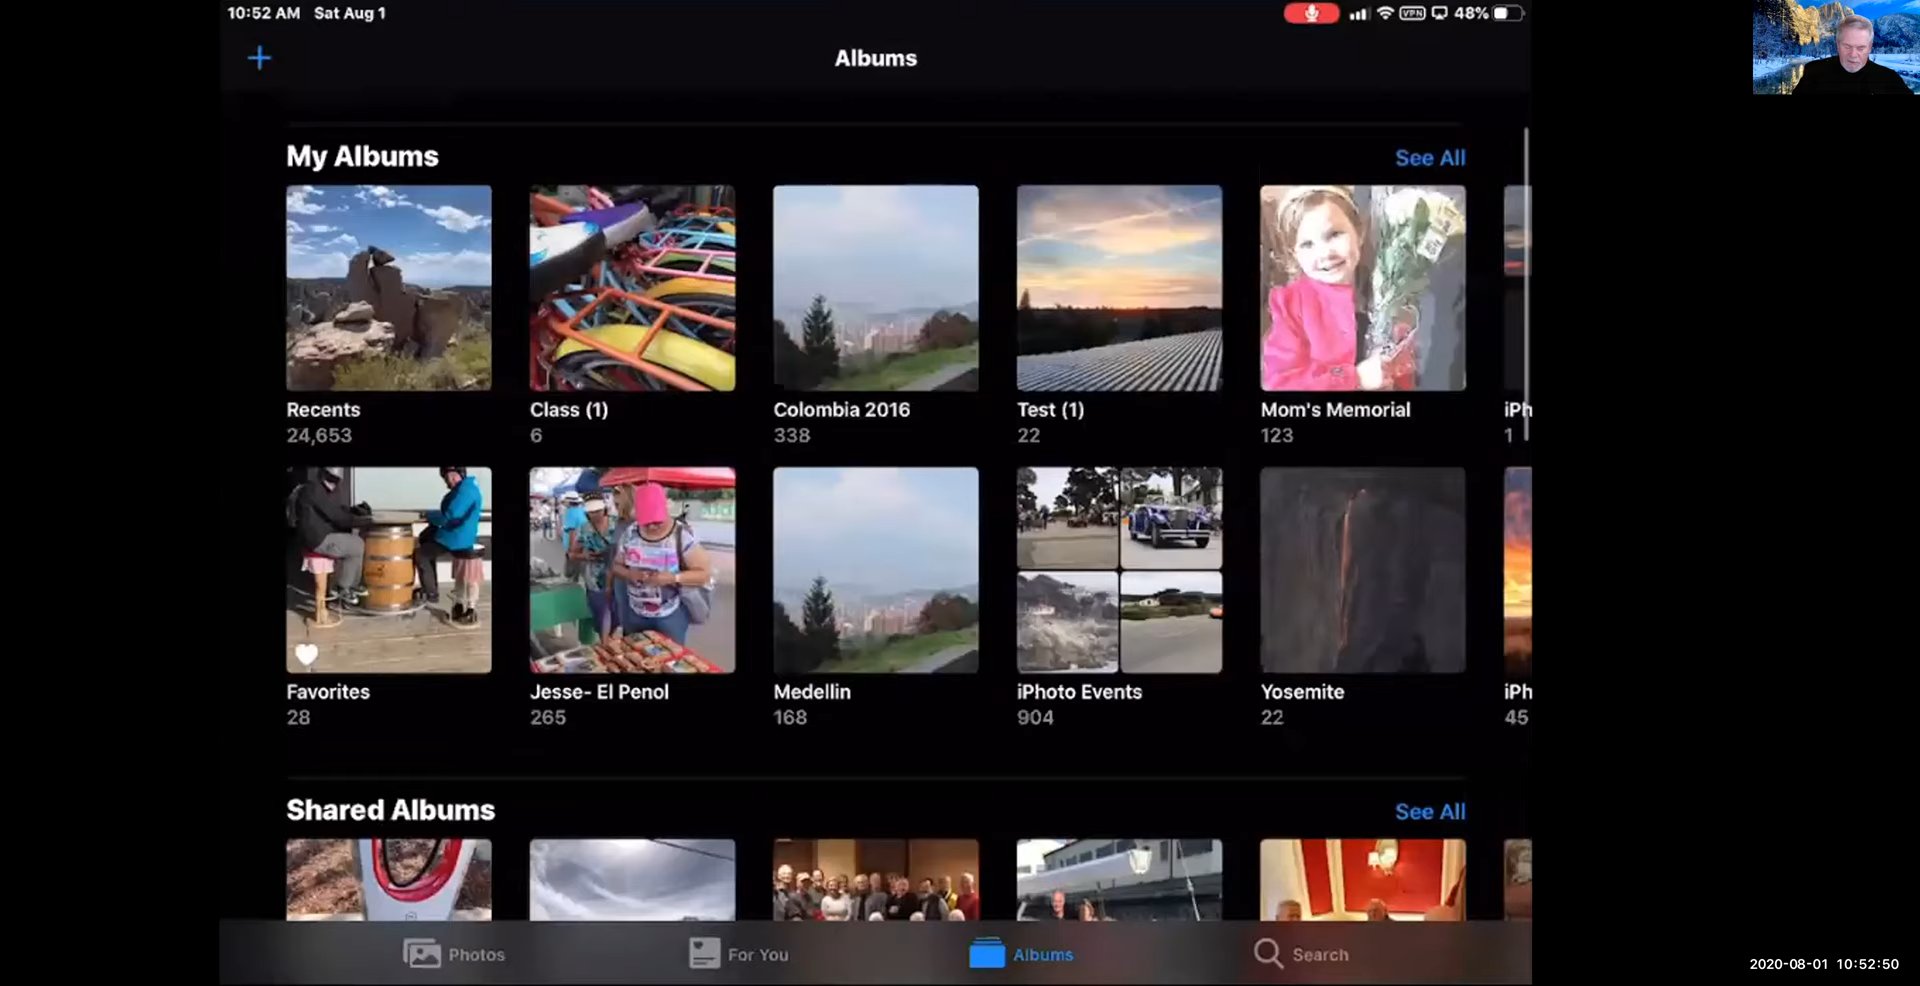 10:52 AM Sat Aug 1
VPN 48%
Albums
My Albums
See All
Recents
24,653
Class (1)
6
Colombia 2016
338
Test (1)
22
Mom's Memorial
123
iPh
1
Favorites
28
Jesse- El Penol
265
Medellin
168
iPhoto Events
904
Yosemite
22
iPh
45
Shared Albums
See All
Photos
For You
Albums
Search
2020-08-01 10:52:50